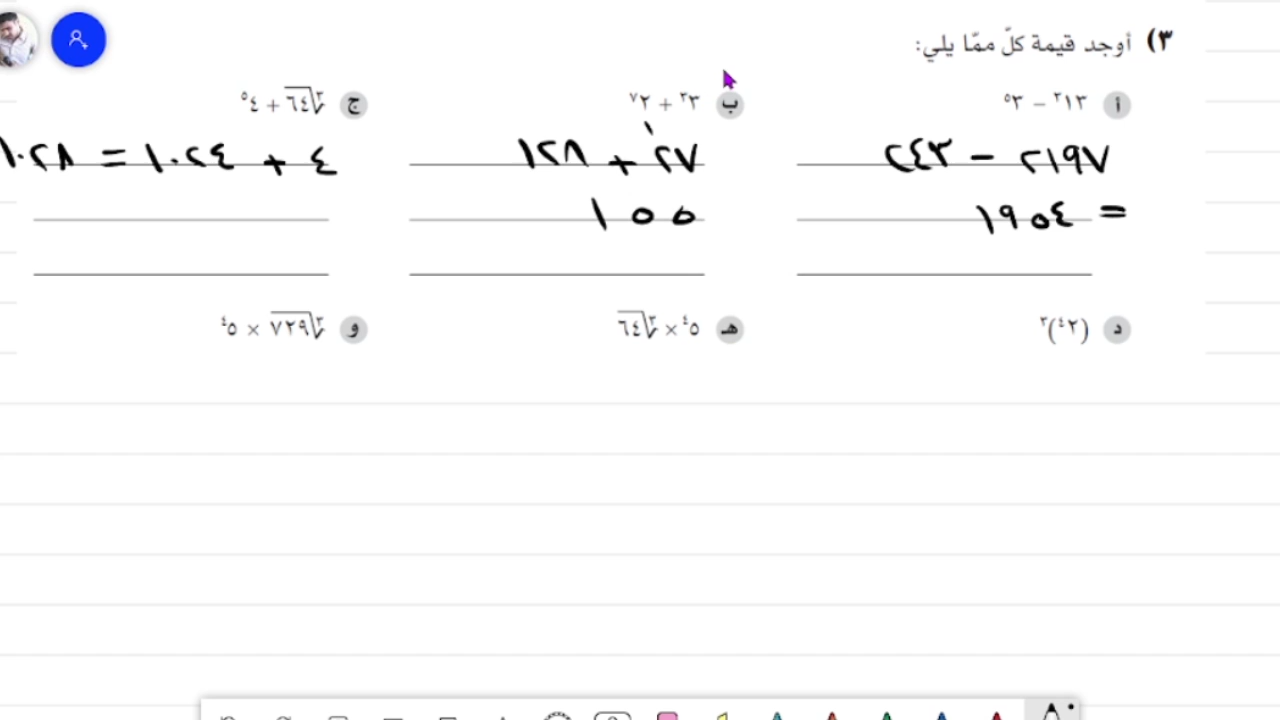 ٣) أوجد قيمة كلّ ممّا يلي:
أ ١٣^٣ − ٣^٥
٢١٩٧ − ٢٤٣
= ١٩٥٤
ب ٣^٣ + ٢^٧
٢٧ + ١٢٨
١٥٥
ج ∛٦٤ + ٤^٥
٤ + ١٠٢٤ = ١٠٢٨
د (٢^٤)^٣
هـ ٥^٤ × ∛٦٤
و ∛٧٢٩ × ٥^٤